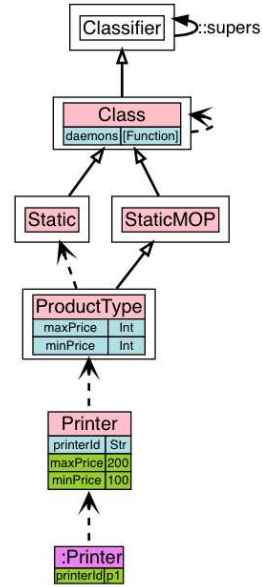 Classifier
::supers
Class
daemons [Function]
Static StaticMOP
ProductType
maxPrice Int
minPrice Int
Printer
printerId Str
maxPrice 200
minPrice 100
:Printer
printerId p1